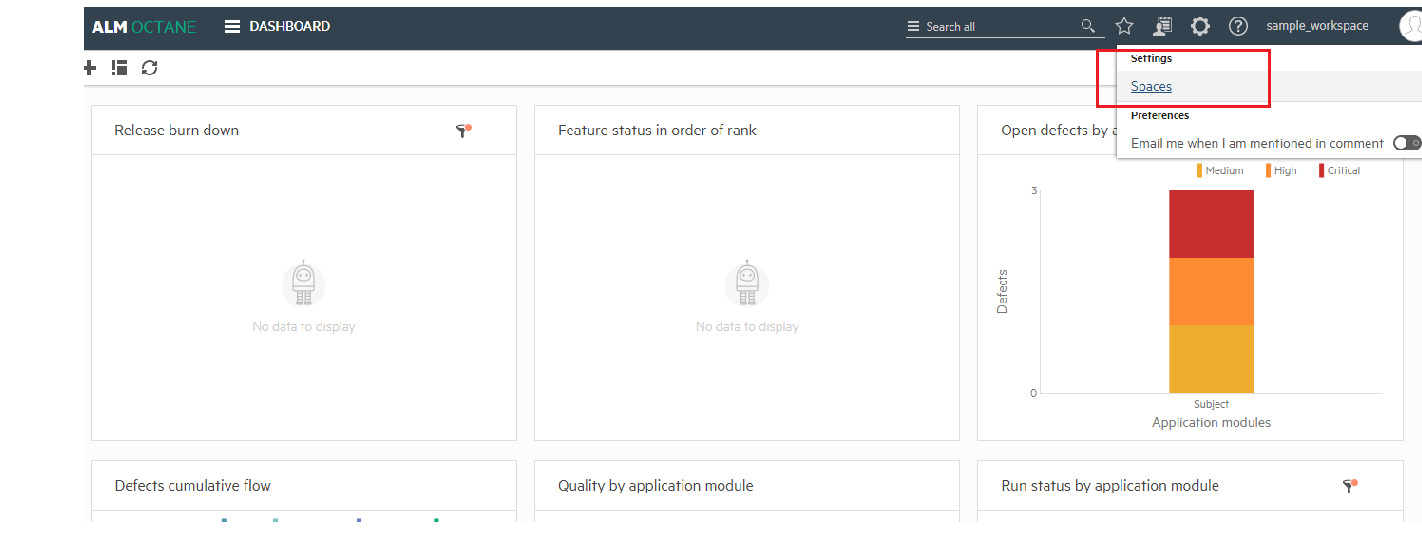 ALM OCTANE DASHBOARD Search all sample_workspace
Settings
Spaces
Preferences
Email me when I am mentioned in comment
Release burn down
No data to display
Feature status in order of rank
No data to display
Open defects by a
Medium High Critical
3
Defects
0
Subject
Application modules
Defects cumulative flow
Quality by application module
Run status by application module